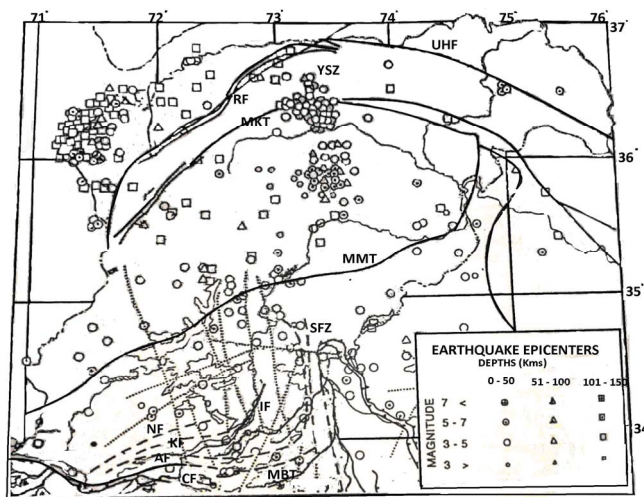 71° 72 73 74 75° 76°
37°
UHF
YSZ
RF
MKT
36°
MMT
35°
SFZ
EARTHQUAKE EPICENTERS
DEPTHS (Kms)
0 - 50 51 - 100 101 - 150
MAGNITUDE
7 <
5 - 7
3 - 5
3 >
IF
NF
KF
AF
CF
MBT
34